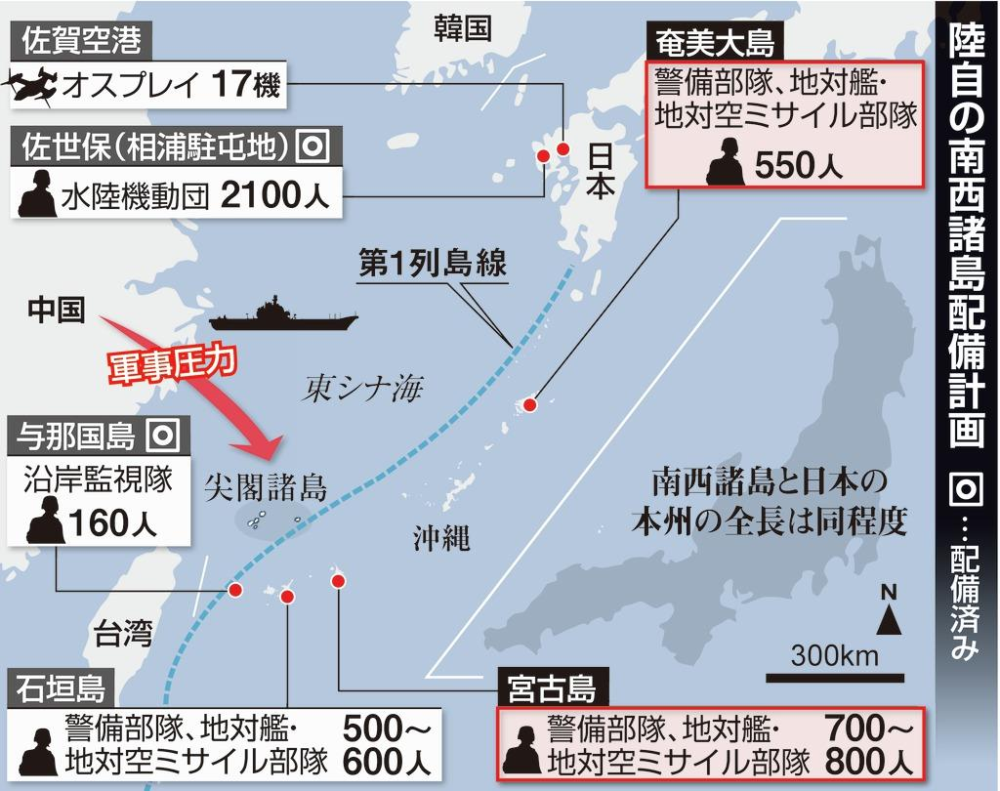 陸自の南西諸島配備計画
◎…配備済み
佐賀空港
オスプレイ 17機
佐世保(相浦駐屯地)◎
水陸機動団 2100人
韓国
奄美大島
警備部隊、地対艦・
地対空ミサイル部隊
550人
日本
第1列島線
中国
軍事圧力
東シナ海
与那国島 ◎
沿岸監視隊
160人
尖閣諸島
沖縄
南西諸島と日本の
本州の全長は同程度
N
300km
台湾
石垣島
警備部隊、地対艦・
地対空ミサイル部隊
500〜
600人
宮古島
警備部隊、地対艦・
地対空ミサイル部隊
700〜
800人